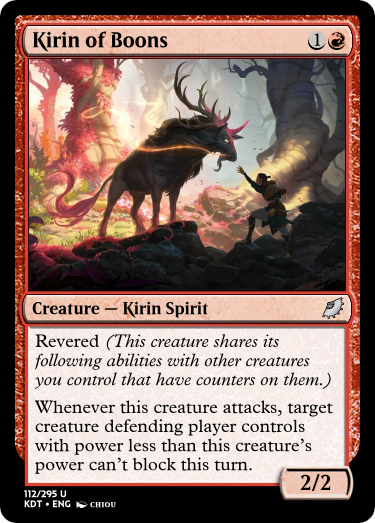 Kirin of Boons 1
Creature — Kirin Spirit
Revered (This creature shares its
following abilities with other creatures
you control that have counters on them.)
Whenever this creature attacks, target
creature defending player controls
with power less than this creature's
power can't block this turn.
2/2
112/295 U
KDT • ENG CHIOU